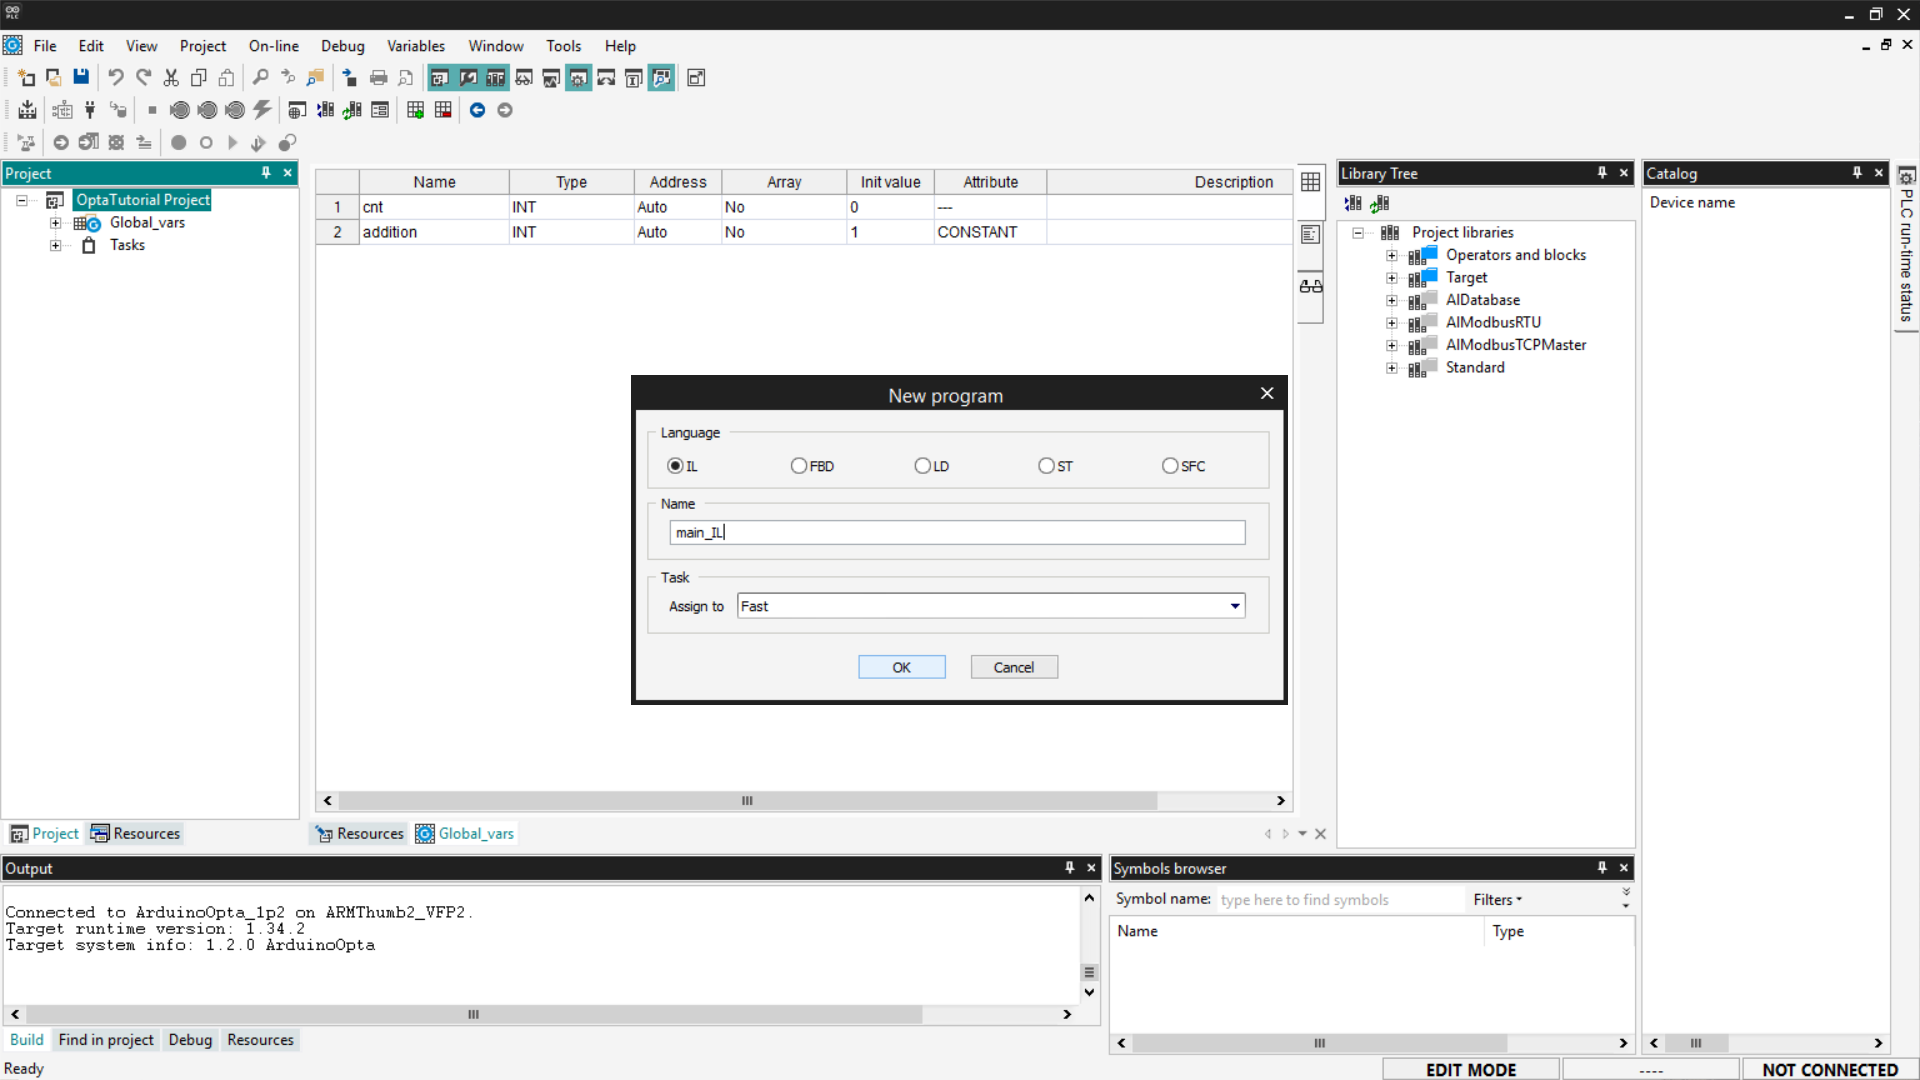 PLC
File Edit View Project On-line Debug Variables Window Tools Help
Project
OptaTutorial Project
Global_vars
Tasks
Name Type Address Array Init value Attribute Description
1 cnt INT Auto No 0 ---
2 addition INT Auto No 1 CONSTANT
New program
Language
IL FBD LD ST SFC
Name
main_IL
Task
Assign to Fast
OK Cancel
Library Tree
Project libraries
Operators and blocks
Target
AlDatabase
AlModbusRTU
AlModbusTCPMaster
Standard
Catalog
Device name
PLC run-time status
Project Resources
Resources Global_vars
Output
Connected to ArduinoOpta_1p2 on ARMThumb2_VFP2.
Target runtime version: 1.34.2
Target system info: 1.2.0 ArduinoOpta
Build Find in project Debug Resources
Symbols browser
Symbol name: type here to find symbols Filters
Name Type
Ready
EDIT MODE ---- NOT CONNECTED